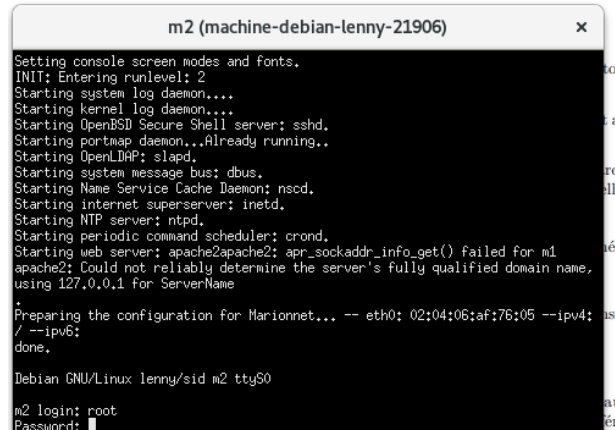 m2 (machine-debian-lenny-21906)
Setting console screen modes and fonts.
INIT: Entering runlevel: 2
Starting system log daemon....
Starting kernel log daemon....
Starting OpenBSD Secure Shell server: sshd.
Starting portmap daemon...Already running..
Starting OpenLDAP: slapd.
Starting system message bus: dbus.
Starting Name Service Cache Daemon: nscd.
Starting internet superserver: inetd.
Starting NTP server: ntpd.
Starting periodic command scheduler: crond.
Starting web server: apache2apache2: apr_sockaddr_info_get() failed for m1
apache2: Could not reliably determine the server's fully qualified domain name,
using 127.0.0.1 for ServerName
.
Preparing the configuration for Marionnet... -- eth0: 02:04:06:af:76:05 --ipv4:
/ --ipv6:
done.
Debian GNU/Linux lenny/sid m2 ttyS0
m2 login: root
Password: